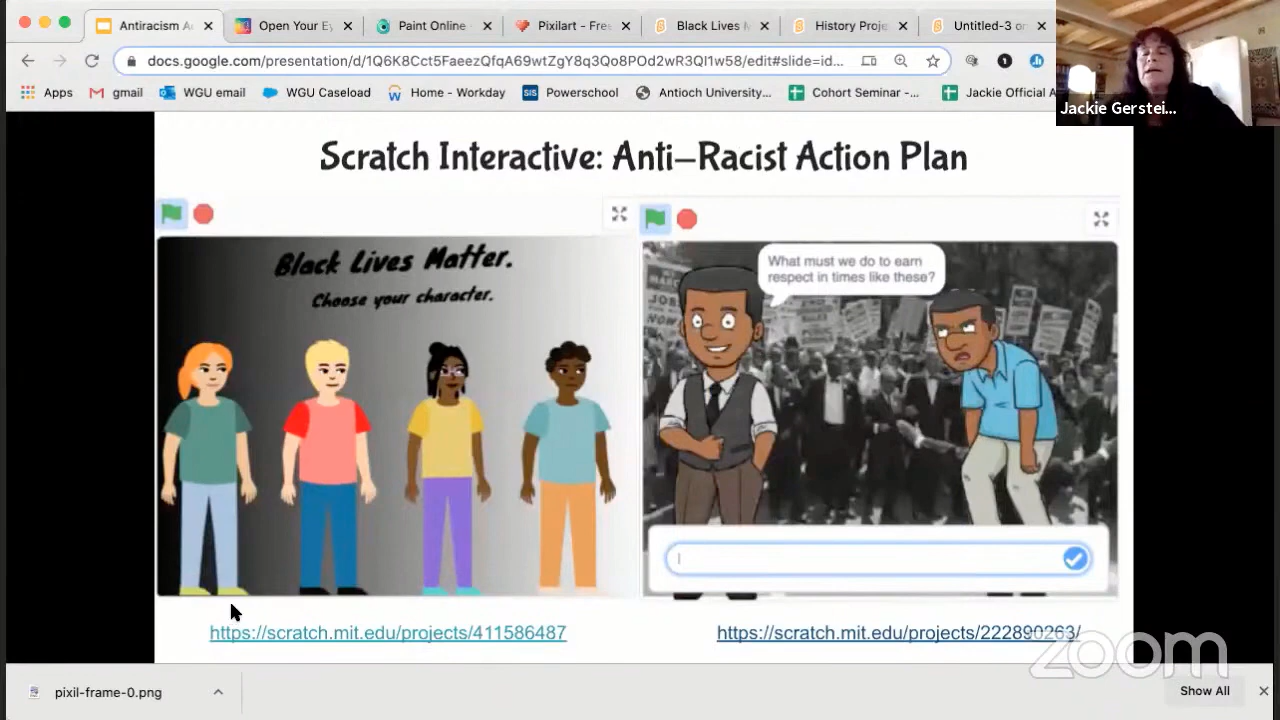 Antiracism A
Open Your Ey
Paint Online -
Pixilart - Free
Black Lives M
History Proje
Untitled-3 on
docs.google.com/presentation/d/1Q6K8Cct5FaeezQfqA69wtZgY8q3Qo8POd2wR3QI1w58/edit#slide=id...
Apps
gmail
WGU email
WGU Caseload
Home - Workday
SIS Powerschool
Antioch University,...
Cohort Seminar -...
Jackie Official A
Jackie Gerstei...
Scratch Interactive: Anti-Racist Action Plan
Black Lives Matter.
Choose your character.
What must we do to earn
respect in times like these?
https://scratch.mit.edu/projects/411586487
https://scratch.mit.edu/projects/222890263/
zoom
pixil-frame-0.png
Show All